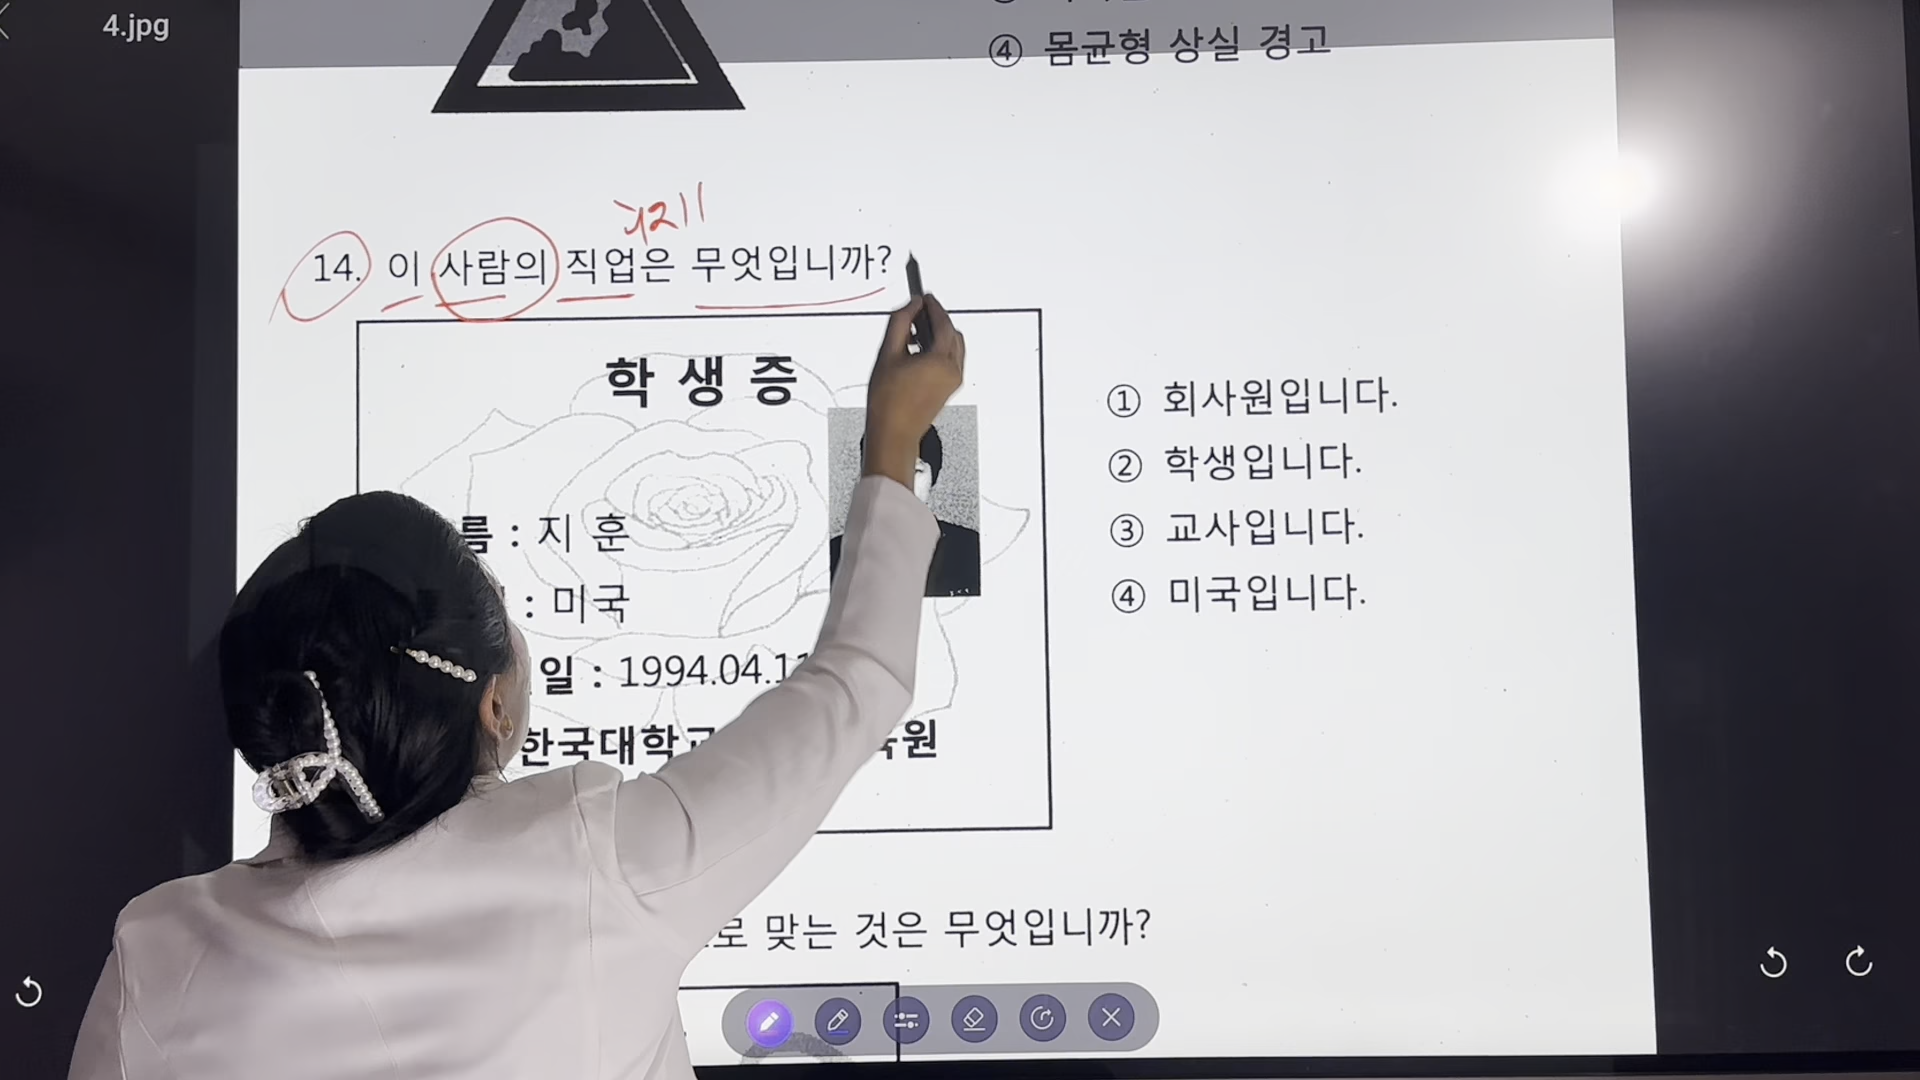 4.jpg
④ 몸균형 상실 경고
14. 이 사람의 직업은 무엇입니까?
학생증
름 : 지 훈
: 미국
일 : 1994.04.11
한국대학교
원
① 회사원입니다.
② 학생입니다.
③ 교사입니다.
④ 미국입니다.
로 맞는 것은 무엇입니까?